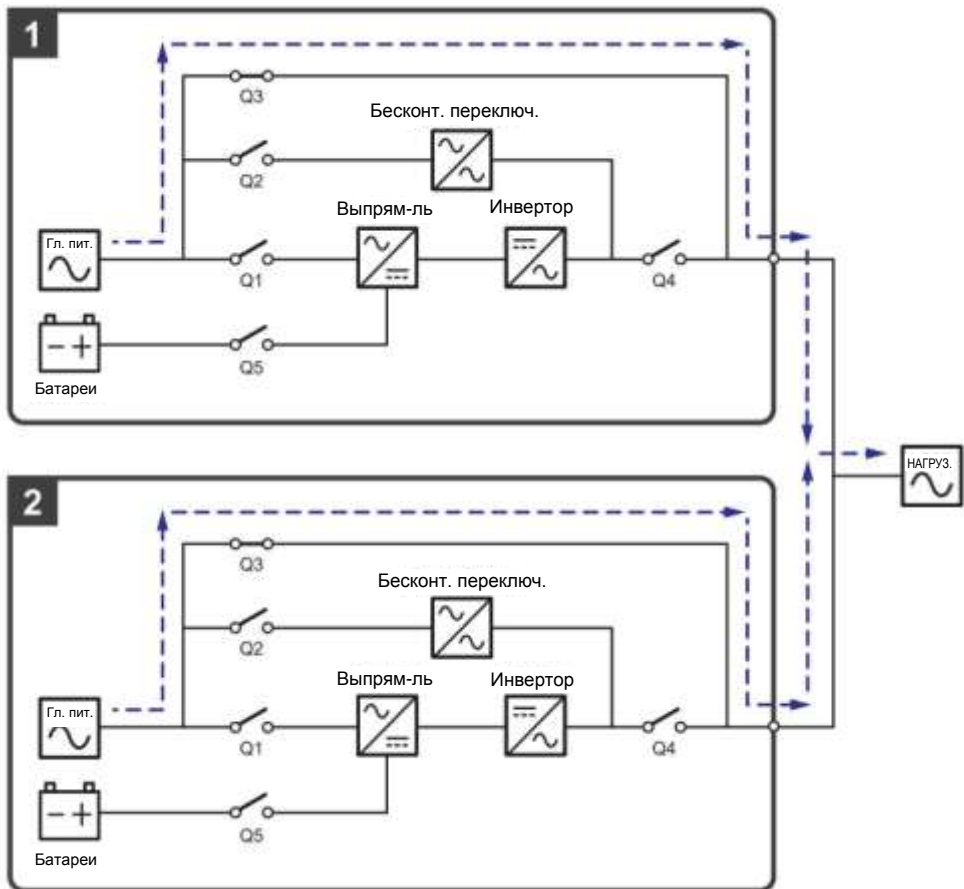 1
Q3
Бесконт. переключ.
Q2
Выпрям-ль
Инвертор
Гл. пит.
Q1
Q4
Q5
Батареи
НАГРУЗ.
2
Q3
Бесконт. переключ.
Q2
Выпрям-ль
Инвертор
Гл. пит.
Q1
Q4
Q5
Батареи